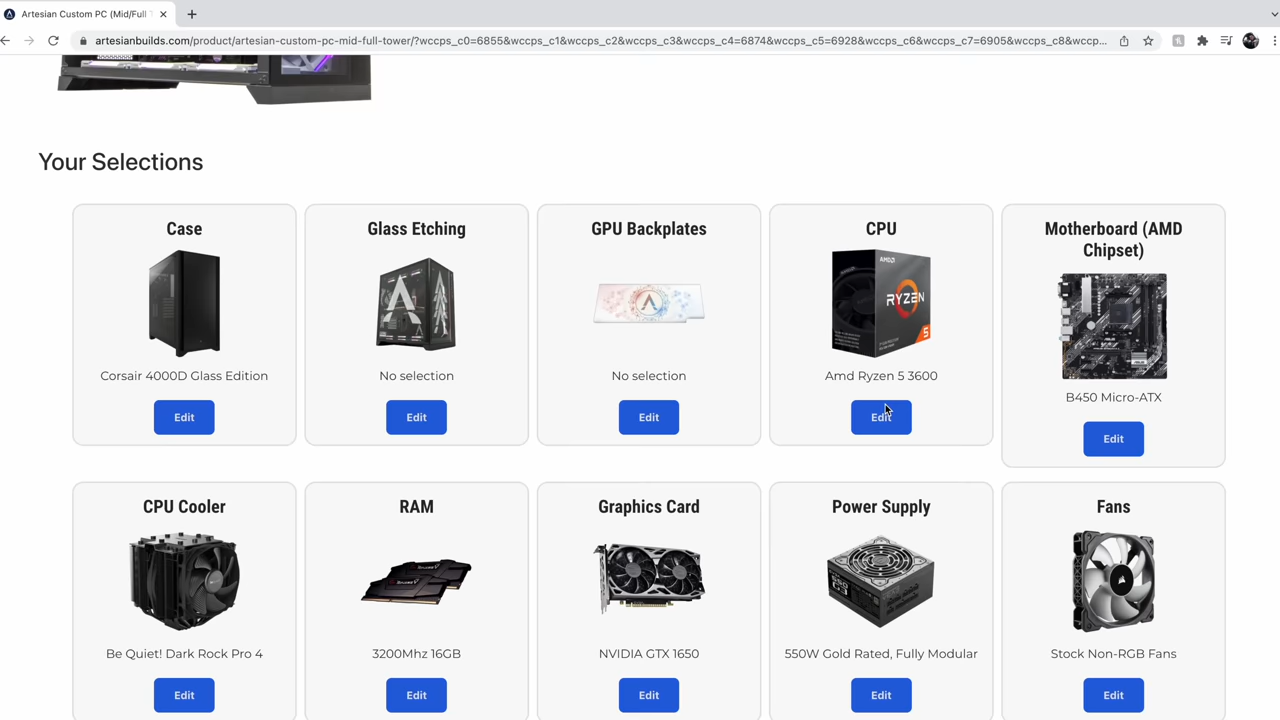 Artesian Custom PC (Mid/Full T
artesianbuilds.com/product/artesian-custom-pc-mid-full-tower/?wccps_c0=6855&wccps_c1&wccps_c2&wccps_c3&wccps_c4=6874&wccps_c5=6928&wccps_c6&wccps_c7=6905&wccps_c8&wccp...
Your Selections
Case
Glass Etching
GPU Backplates
CPU
Motherboard (AMD
Chipset)
AMD
RYZEN
5
Corsair 4000D Glass Edition
No selection
No selection
Amd Ryzen 5 3600
B450 Micro-ATX
Edit
Edit
Edit
Edit
Edit
CPU Cooler
RAM
Graphics Card
Power Supply
Fans
Be Quiet! Dark Rock Pro 4
3200Mhz 16GB
NVIDIA GTX 1650
550W Gold Rated, Fully Modular
Stock Non-RGB Fans
Edit
Edit
Edit
Edit
Edit